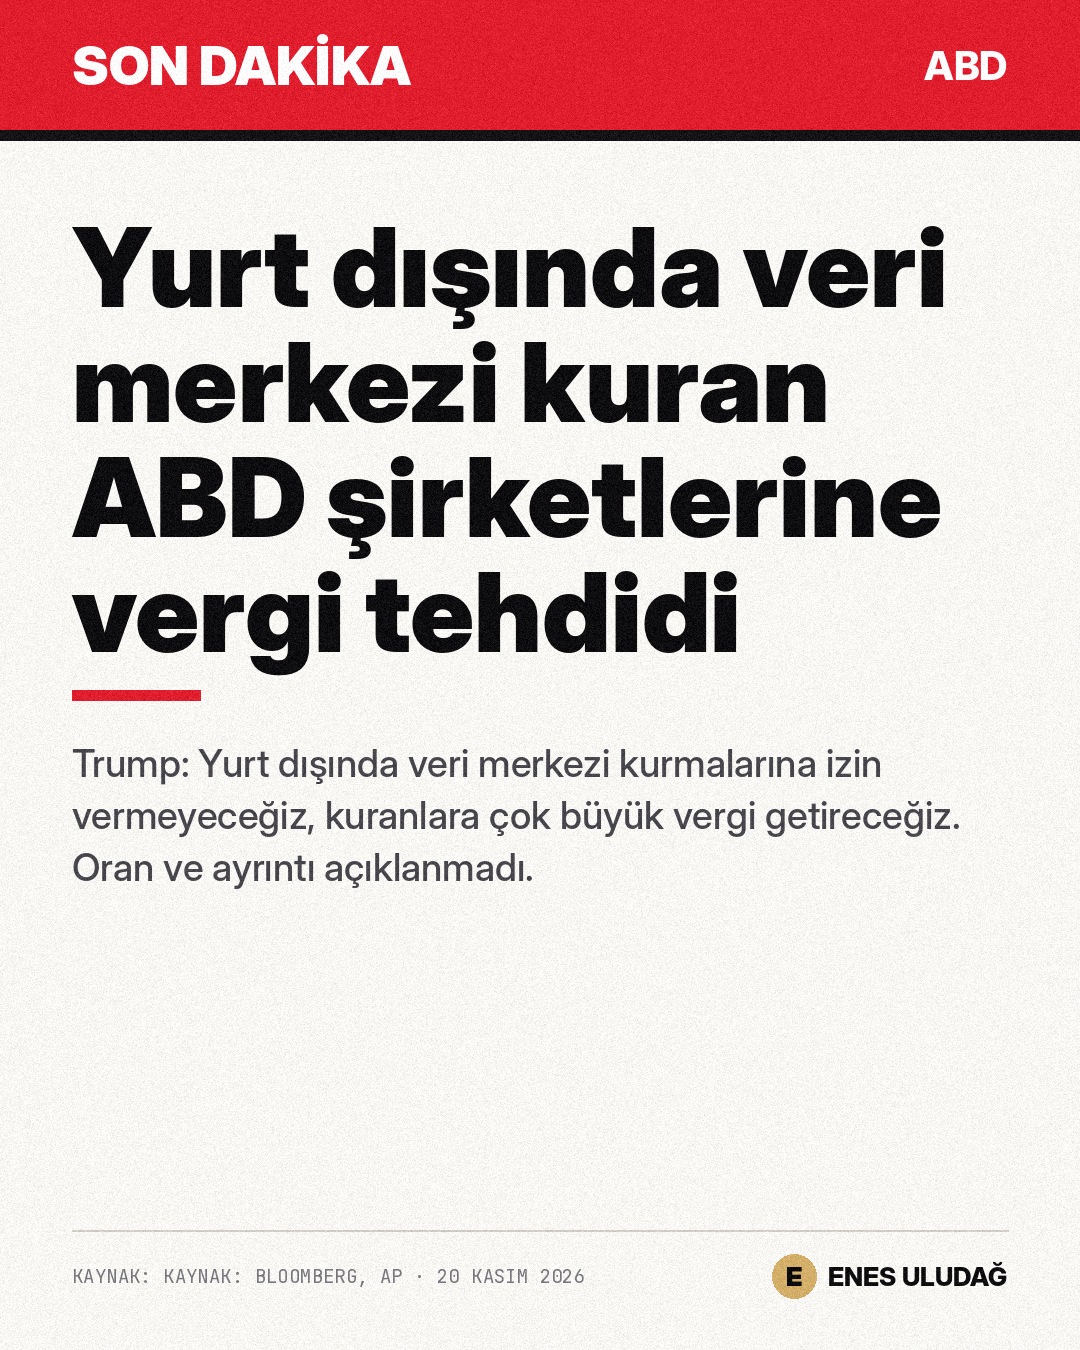 SON DAKİKA
ABD
Yurt dışında veri
merkezi kuran
ABD şirketlerine
vergi tehdidi
Trump: Yurt dışında veri merkezi kurmalarına izin
vermeyeceğiz, kuranlara çok büyük vergi getireceğiz.
Oran ve ayrıntı açıklanmadı.
KAYNAK: KAYNAK: BLOOMBERG, AP · 20 KASIM 2026
E ENES ULUDAĞ